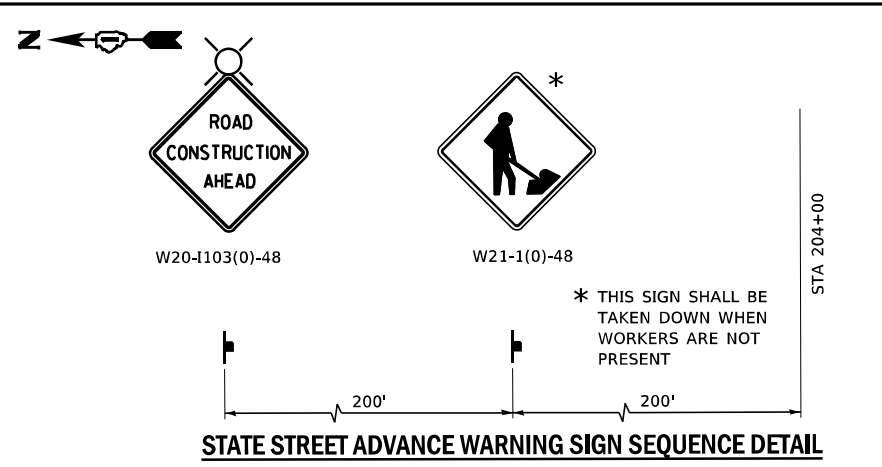 N
ROAD
CONSTRUCTION
AHEAD
*
W20-I103(0)-48
W21-1(0)-48
* THIS SIGN SHALL BE
TAKEN DOWN WHEN
WORKERS ARE NOT
PRESENT
STA 204+00
200'
200'
STATE STREET ADVANCE WARNING SIGN SEQUENCE DETAIL